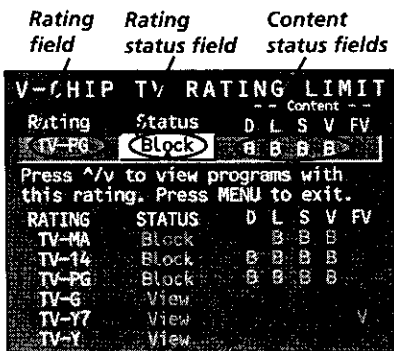 Rating field
Rating status field
Content status fields
V-CHIP TV RATING LIMIT
-- Content --
Rating Status D L S V FV
TV-PG Block B B B B
Press ^/v to view programs with
this rating. Press MENU to exit.
RATING STATUS D L S V FV
TV-MA Block B B B
TV-14 Block B B B B
TV-PG Block B B B B
TV-G View
TV-Y7 View V
TV-Y View